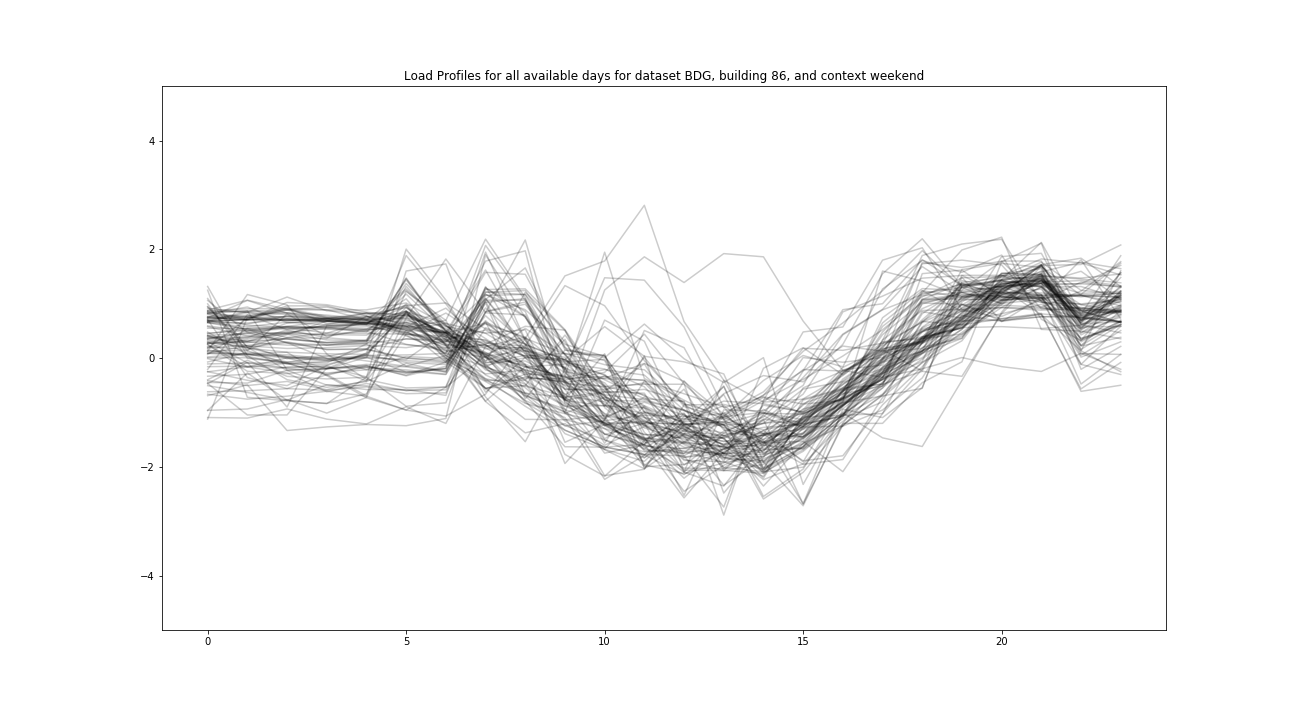 Load Profiles for all available days for dataset BDG, building 86, and context weekend
4
2
0
−2
−4
0 5 10 15 20